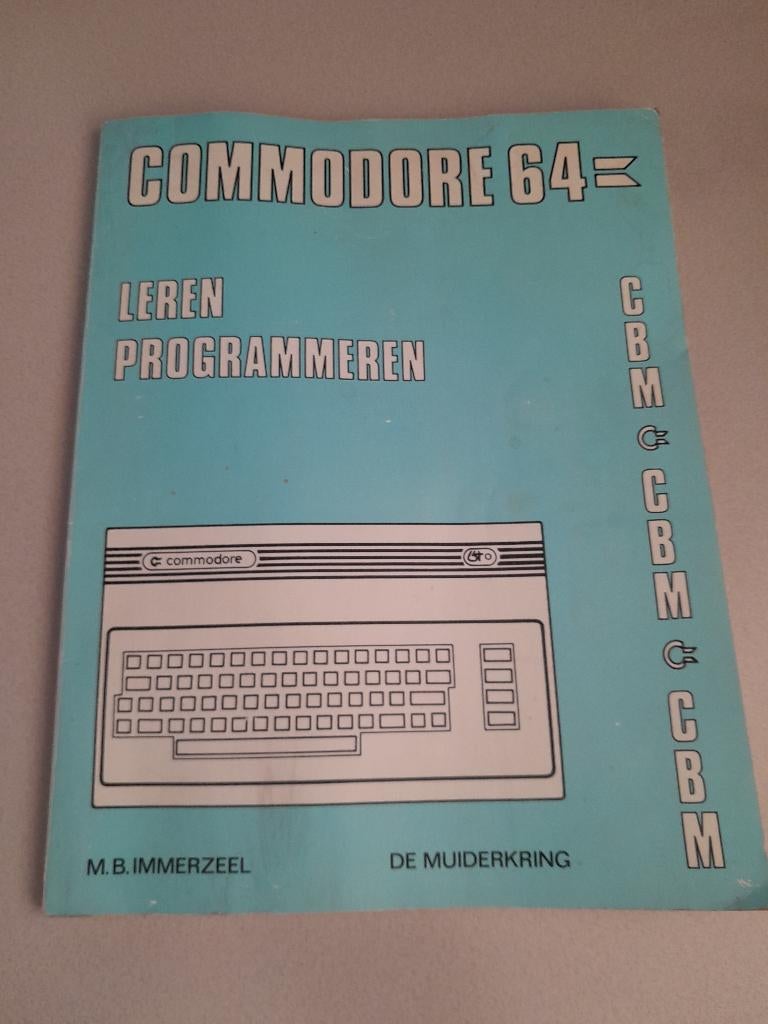 COMMODORE 64
LEREN
PROGRAMMEREN
CBM
CBM
CBM
commodore
M.B. IMMERZEEL
DE MUIDERKRING